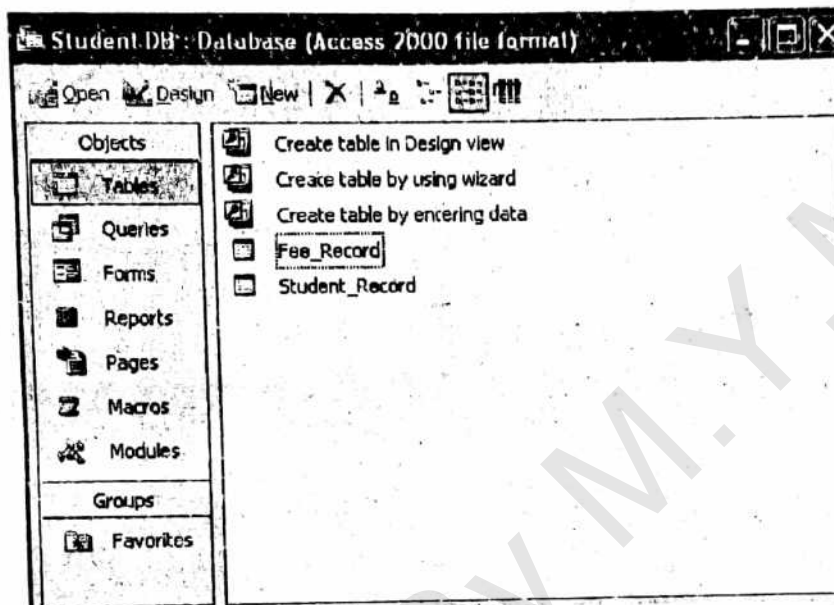 Student DB : Database (Access 2000 file format)
Open Design New
Objects
Tables
Queries
Forms
Reports
Pages
Macros
Modules
Groups
Favorites
Create table in Design view
Create table by using wizard
Create table by entering data
Fee_Record
Student_Record
By M.Y